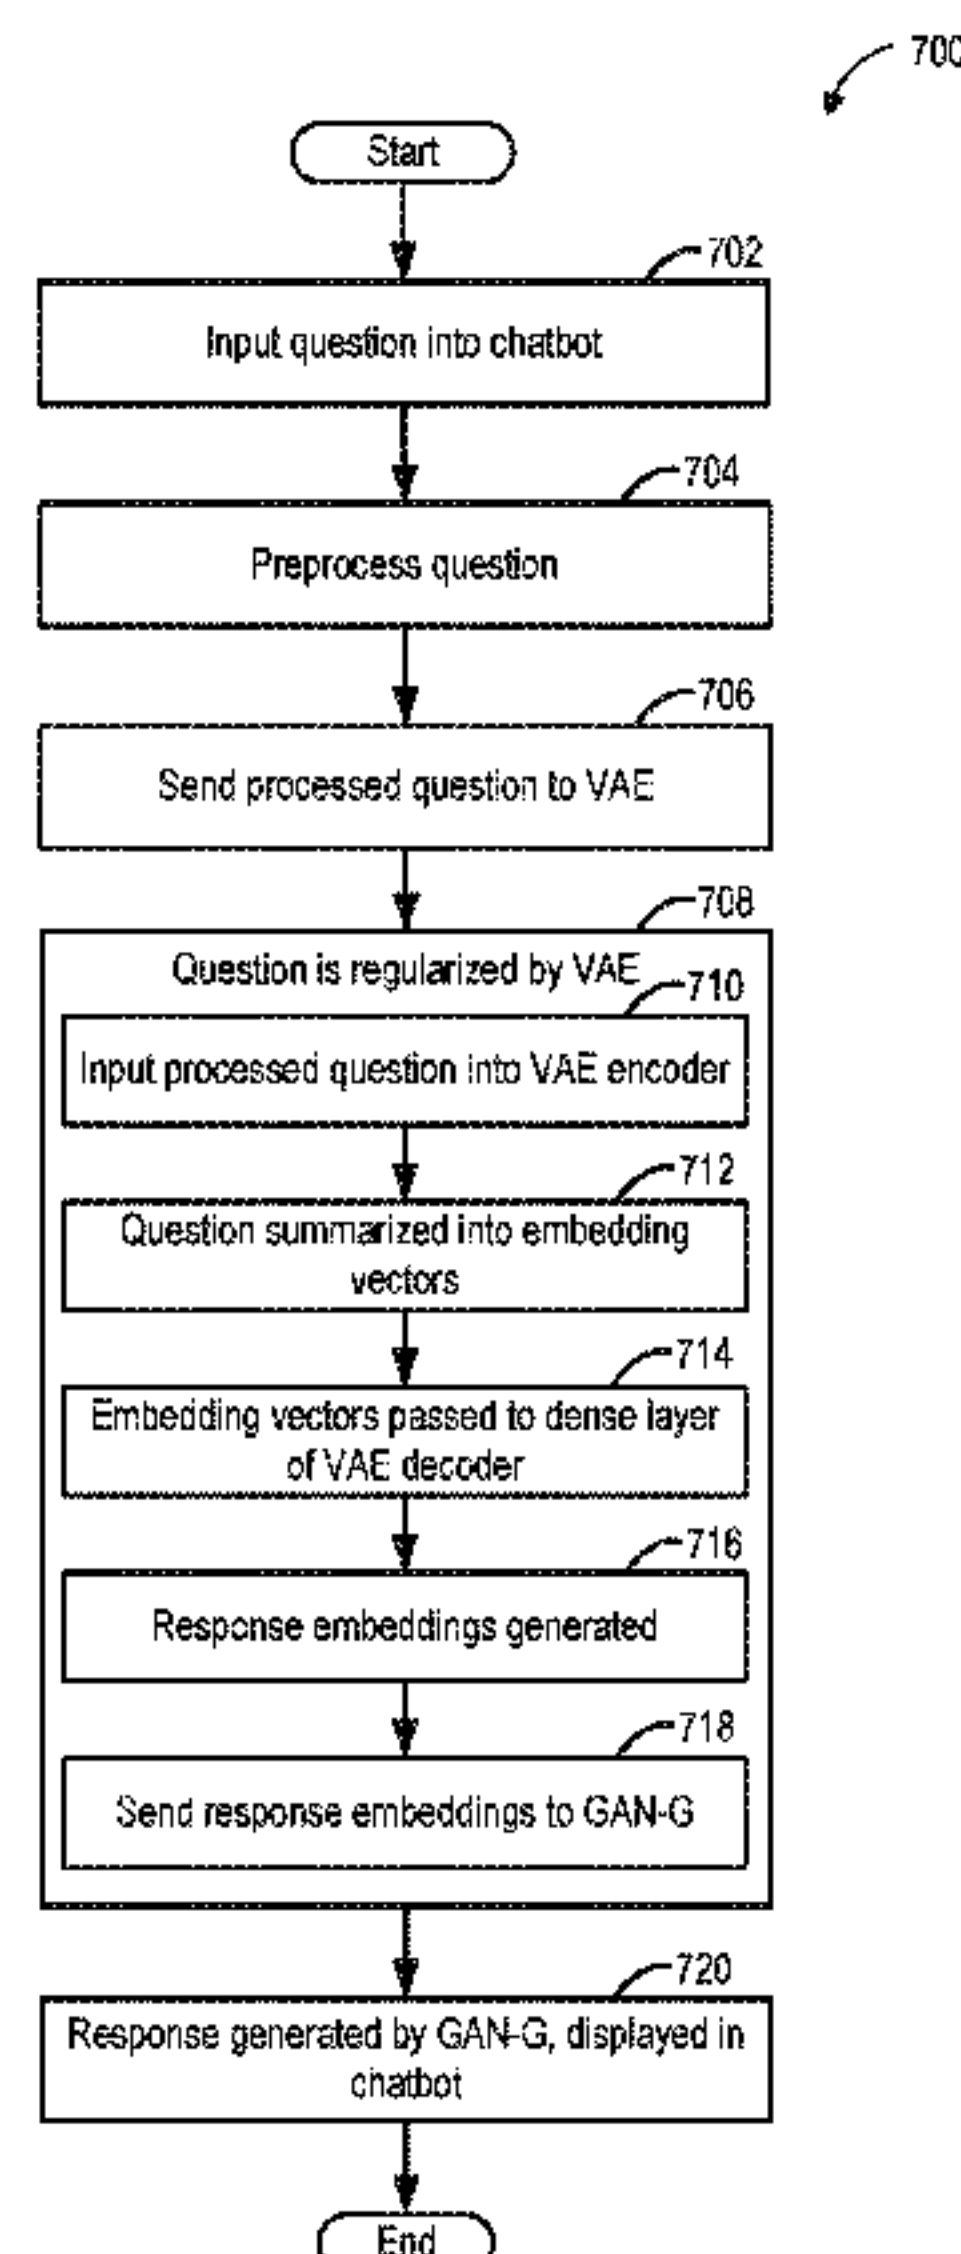 700
Start
702
Input question into chatbot
704
Preprocess question
706
Send processed question to VAE
708
Question is regularized by VAE
710
Input processed question into VAE encoder
712
Question summarized into embedding
vectors
714
Embedding vectors passed to dense layer
of VAE decoder
716
Response embeddings generated
718
Send response embeddings to GAN-G
720
Response generated by GAN-G, displayed in
chatbot
End